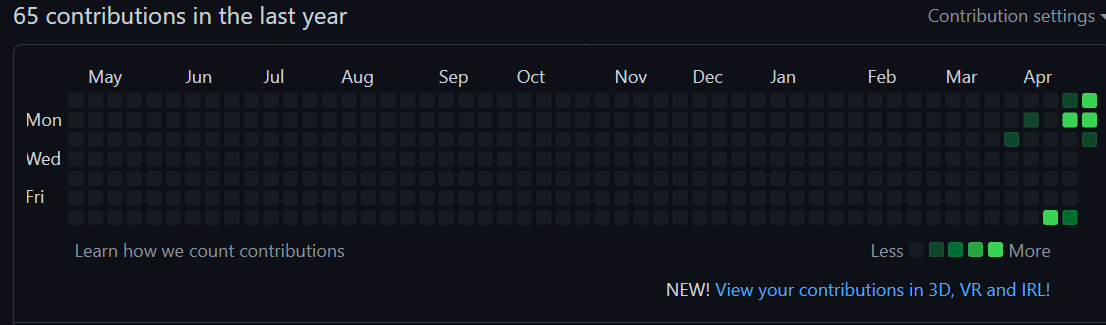 65 contributions in the last year
Contribution settings
May Jun Jul Aug Sep Oct Nov Dec Jan Feb Mar Apr
Mon
Wed
Fri
Learn how we count contributions
Less More
NEW! View your contributions in 3D, VR and IRL!